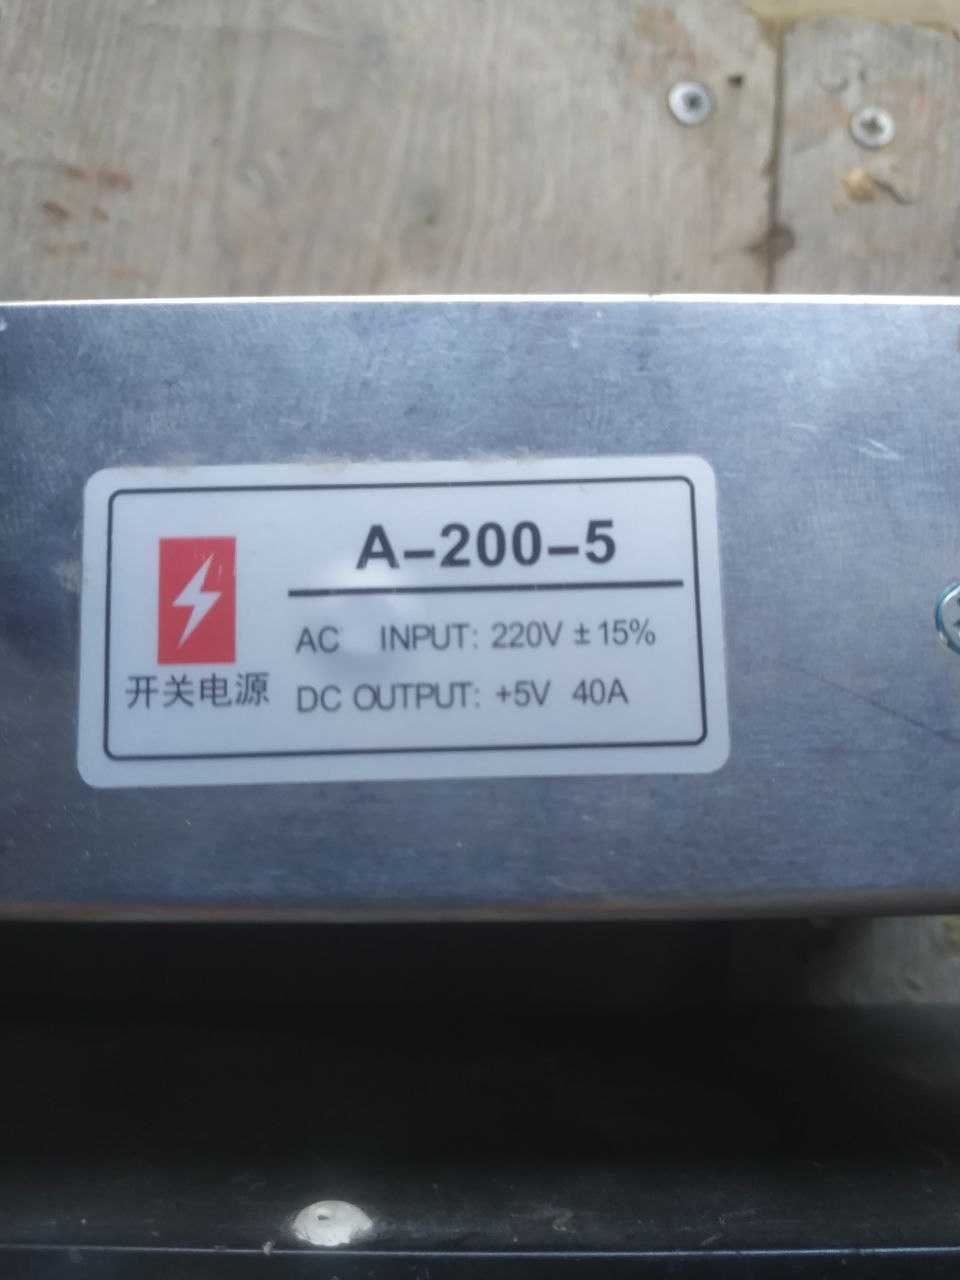 A-200-5
AC INPUT: 220V ±15%
开关电源 DC OUTPUT: +5V 40A